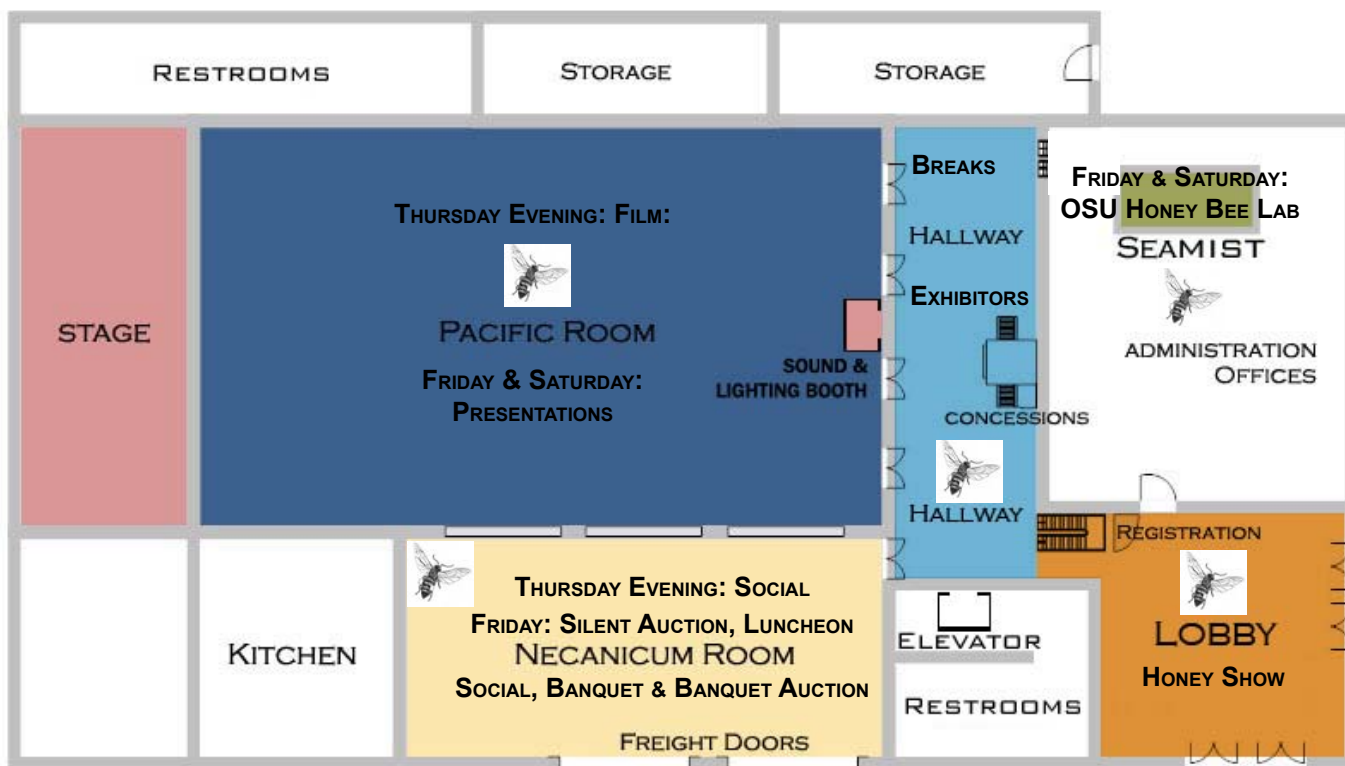 RESTROOMS
STORAGE
STORAGE
STAGE
THURSDAY EVENING: FILM:
PACIFIC ROOM
FRIDAY & SATURDAY:
PRESENTATIONS
SOUND &
LIGHTING BOOTH
BREAKS
HALLWAY
EXHIBITORS
CONCESSIONS
HALLWAY
FRIDAY & SATURDAY:
OSU HONEY BEE LAB
SEAMIST
ADMINISTRATION
OFFICES
KITCHEN
THURSDAY EVENING: SOCIAL
FRIDAY: SILENT AUCTION, LUNCHEON
NECANICUM ROOM
SOCIAL, BANQUET & BANQUET AUCTION
FREIGHT DOORS
ELEVATOR
RESTROOMS
REGISTRATION
LOBBY
HONEY SHOW